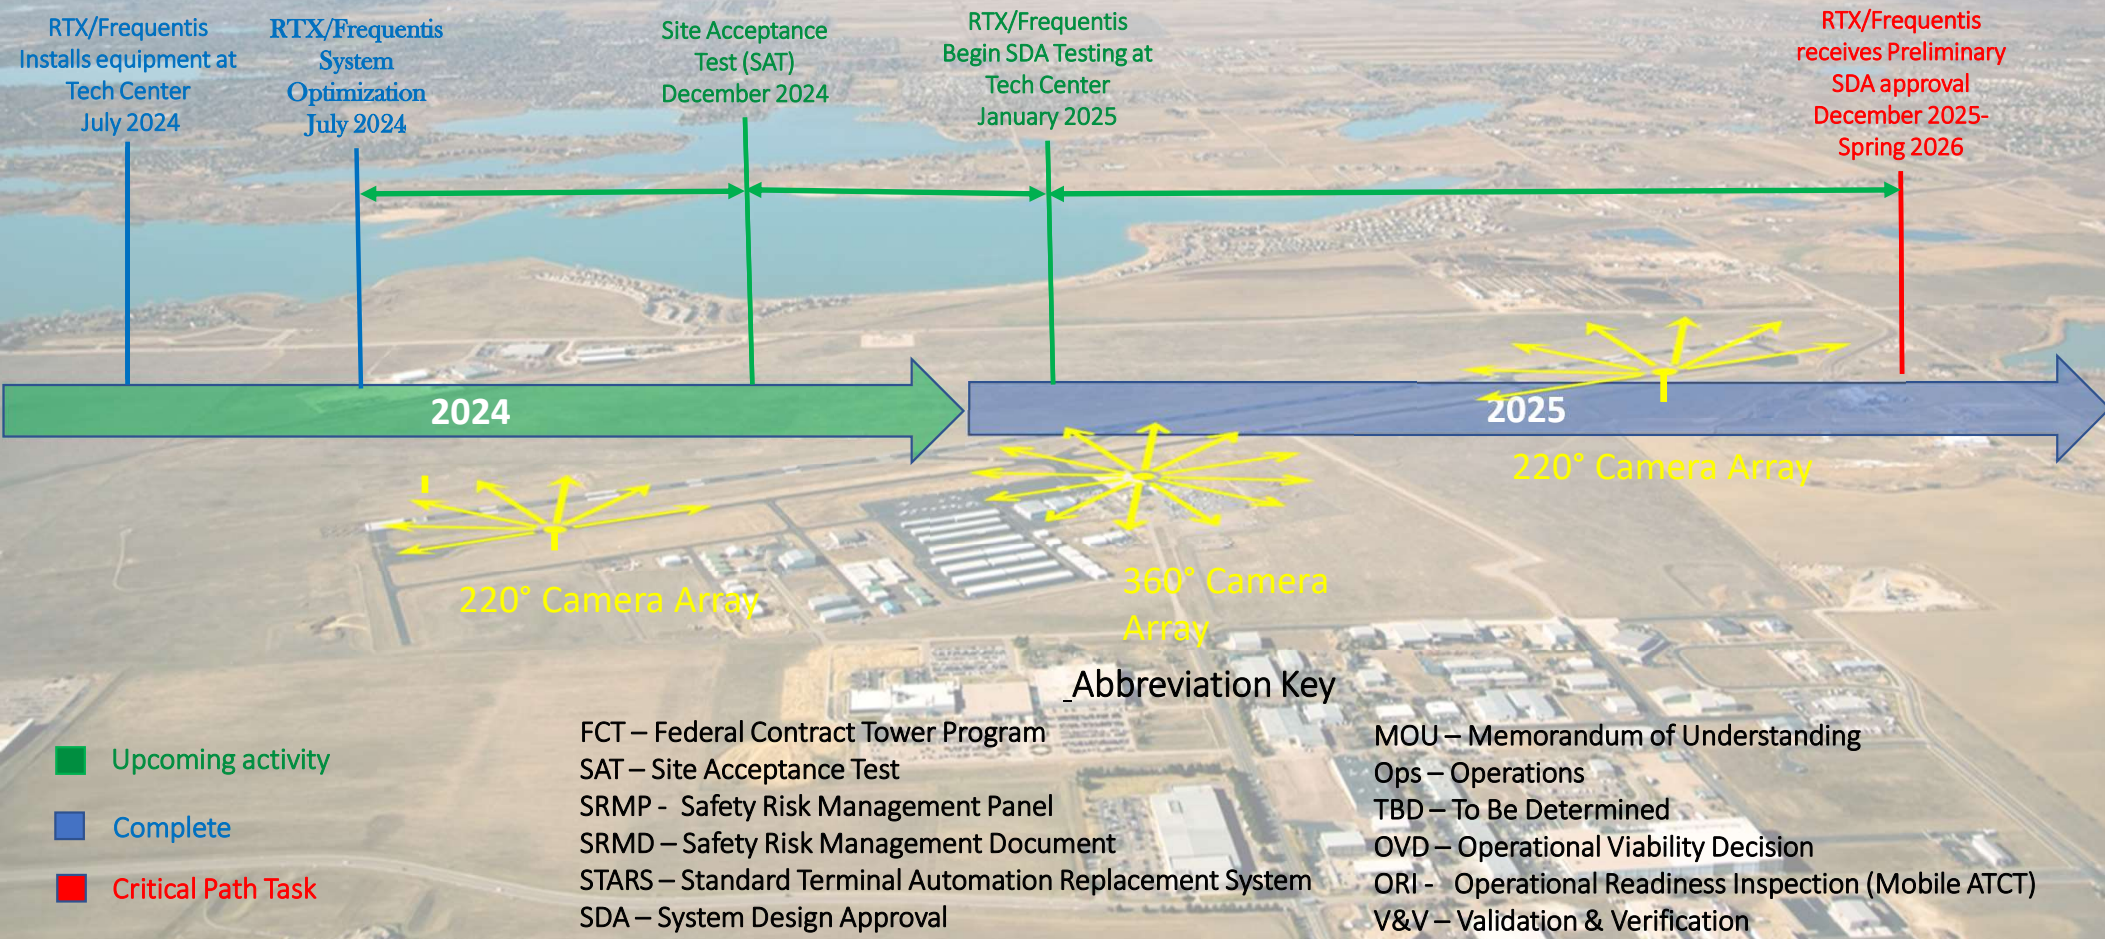 RTX/Frequentis
Installs equipment at
Tech Center
July 2024
RTX/Frequentis
System
Optimization
July 2024
Site Acceptance
Test (SAT)
December 2024
RTX/Frequentis
Begin SDA Testing at
Tech Center
January 2025
RTX/Frequentis
receives Preliminary
SDA approval
December 2025-
Spring 2026
2024
2025
220° Camera Array
360° Camera
Array
220° Camera Array
Upcoming activity
Complete
Critical Path Task
Abbreviation Key
FCT – Federal Contract Tower Program
SAT – Site Acceptance Test
SRMP - Safety Risk Management Panel
SRMD – Safety Risk Management Document
STARS – Standard Terminal Automation Replacement System
SDA – System Design Approval
MOU – Memorandum of Understanding
Ops – Operations
TBD – To Be Determined
OVD – Operational Viability Decision
ORI - Operational Readiness Inspection (Mobile ATCT)
V&V – Validation & Verification